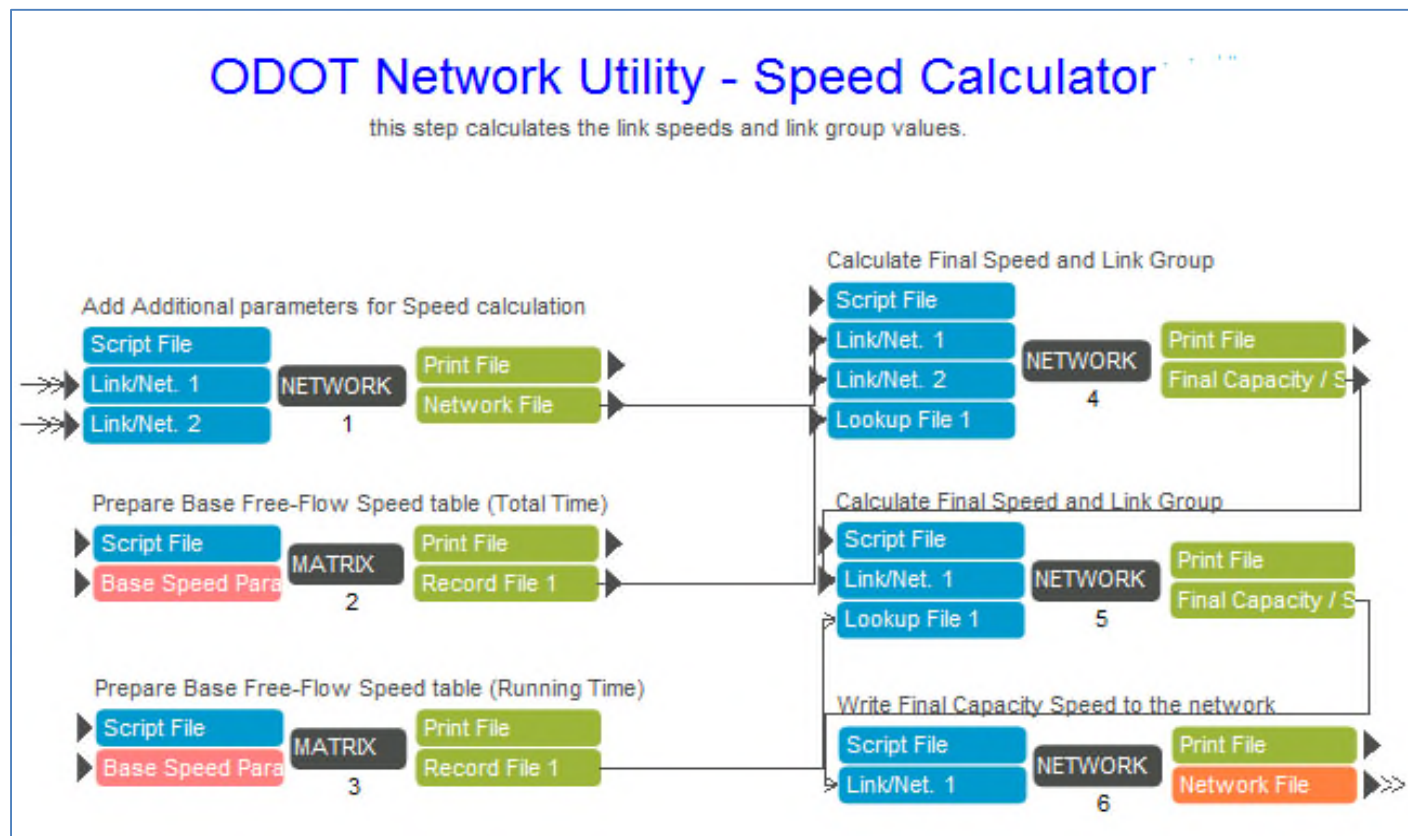 ODOT Network Utility - Speed Calculator
this step calculates the link speeds and link group values.
Add Additional parameters for Speed calculation
Script File
Link/Net. 1
Link/Net. 2
NETWORK
1
Print File
Network File
Prepare Base Free-Flow Speed table (Total Time)
Script File
Base Speed Para
MATRIX
2
Print File
Record File 1
Prepare Base Free-Flow Speed table (Running Time)
Script File
Base Speed Para
MATRIX
3
Print File
Record File 1
Calculate Final Speed and Link Group
Script File
Link/Net. 1
Link/Net. 2
Lookup File 1
NETWORK
4
Print File
Final Capacity / S
Calculate Final Speed and Link Group
Script File
Link/Net. 1
Lookup File 1
NETWORK
5
Print File
Final Capacity / S
Write Final Capacity Speed to the network
Script File
Link/Net. 1
NETWORK
6
Print File
Network File